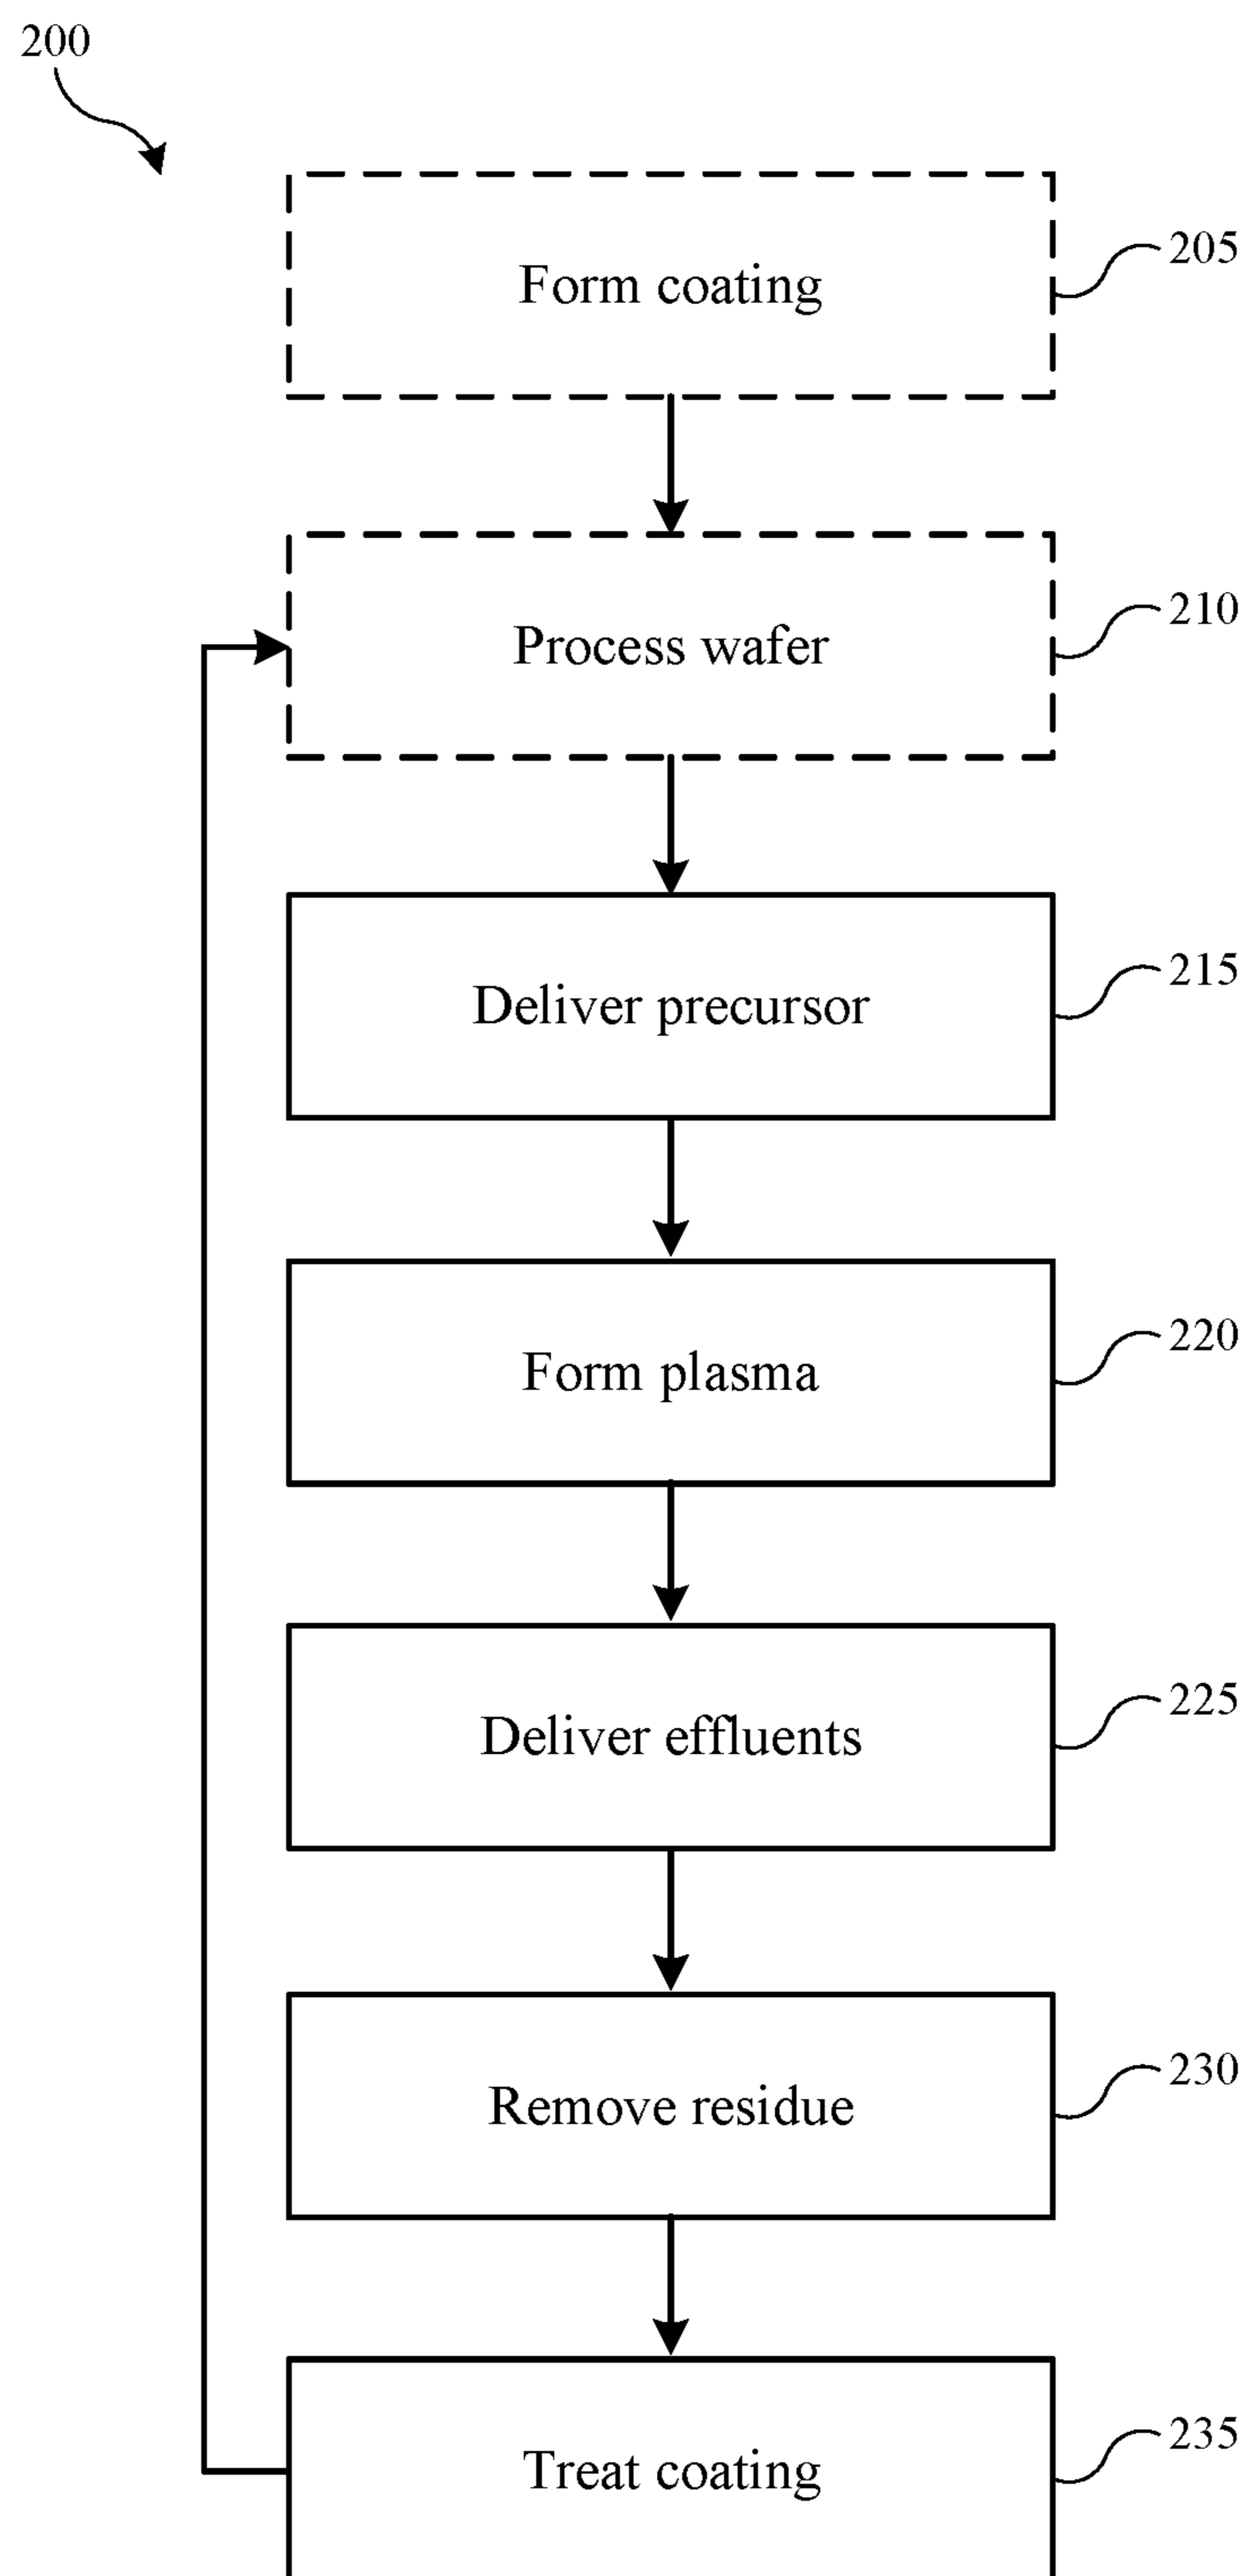 200
Form coating
205
Process wafer
210
Deliver precursor
215
Form plasma
220
Deliver effluents
225
Remove residue
230
Treat coating
235